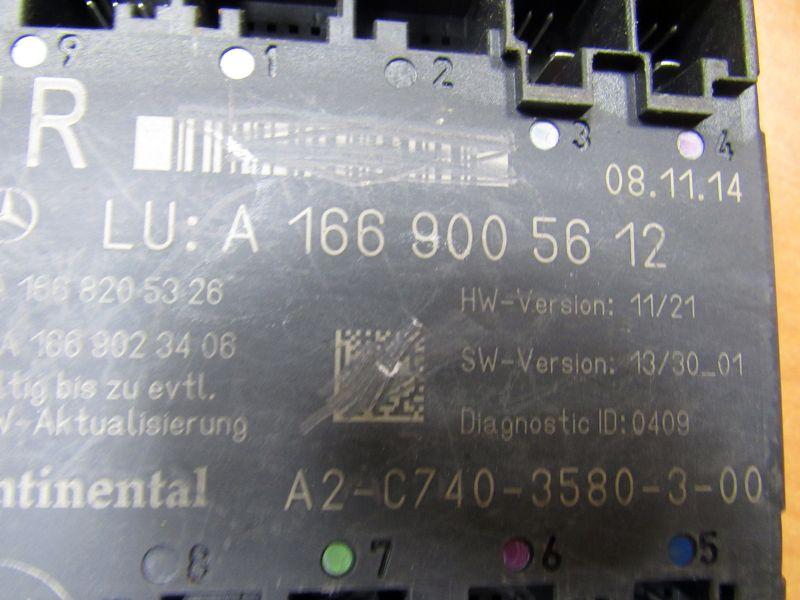 9 1 2 3 4
R
08.11.14
LU: A 166 900 56 12
166 820 53 26
HW-Version: 11/21
A 166 902 34 06
SW-Version: 13/30_01
ltig bis zu evtl.
-Aktualisierung
Diagnostic ID: 0409
ntinental
A2-C740-3580-3-00
8 7 6 5